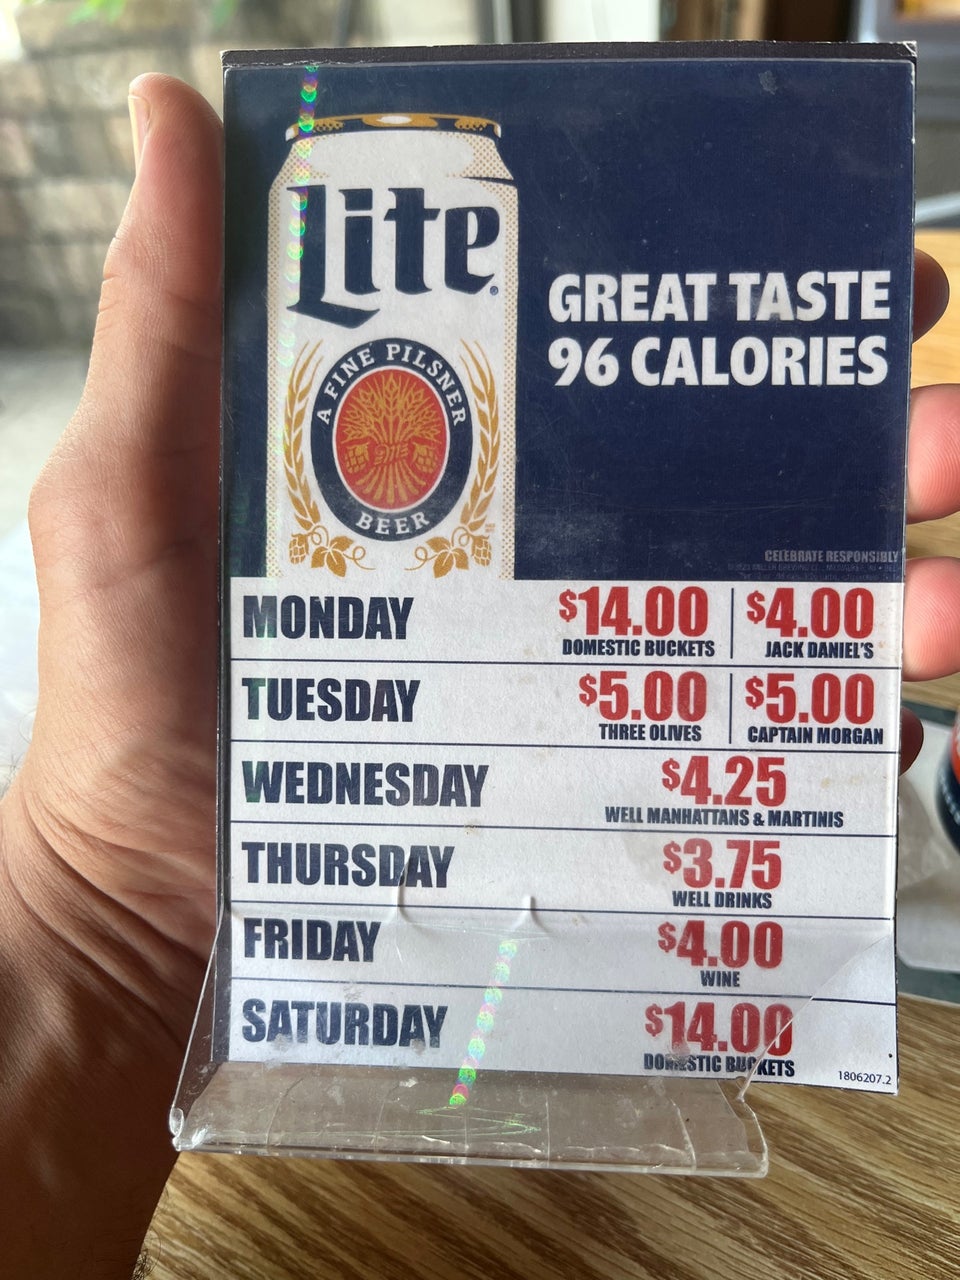 Lite
A FINE PILSNER
BEER
GREAT TASTE
96 CALORIES
CELEBRATE RESPONSIBLY
MONDAY $14.00 $4.00
DOMESTIC BUCKETS JACK DANIEL'S
TUESDAY $5.00 $5.00
THREE OLIVES CAPTAIN MORGAN
WEDNESDAY $4.25
WELL MANHATTANS & MARTINIS
THURSDAY $3.75
WELL DRINKS
FRIDAY $4.00
WINE
SATURDAY $14.00
DOMESTIC BUCKETS
1806207.2